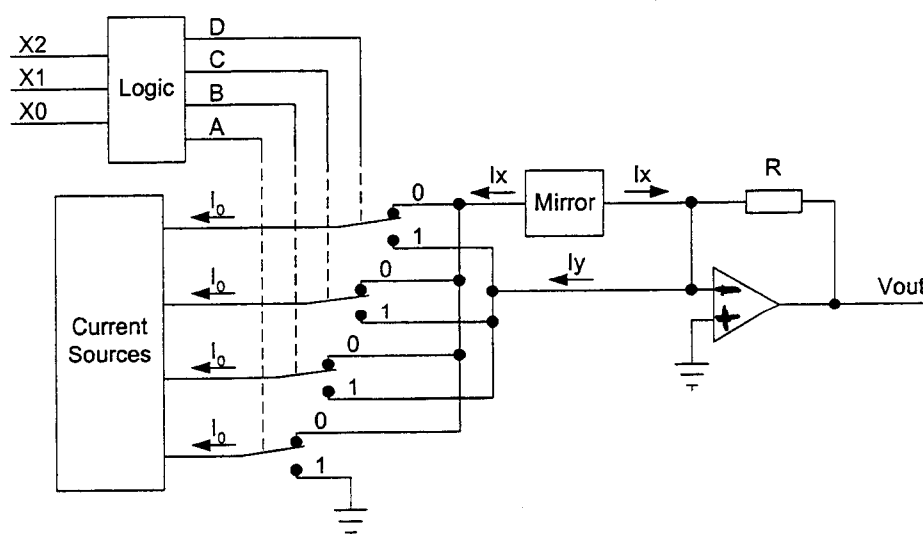 D
X2
C
X1
Logic
B
X0
A
Ix
Ix
R
Mirror
I₀
0
1
Iy
I₀
0
1
Vout
Current
Sources
I₀
0
1
I₀
0
1